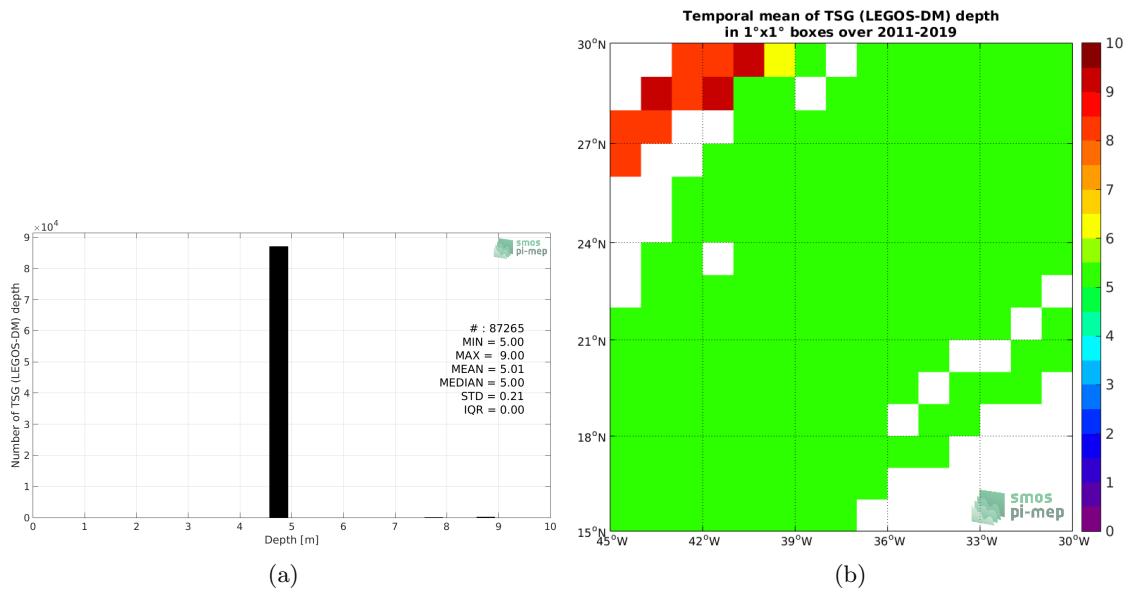 ×10⁴
9
8
7
6
5
4
3
2
1
0
Number of TSG (LEGOS-DM) depth
smos
pi-mep
# : 87265
MIN = 5.00
MAX = 9.00
MEAN = 5.01
MEDIAN = 5.00
STD = 0.21
IQR = 0.00
0 1 2 3 4 5 6 7 8 9 10
Depth [m]
(a)
Temporal mean of TSG (LEGOS-DM) depth
in 1°x1° boxes over 2011-2019
30°N
27°N
24°N
21°N
18°N
15°N
45°W 42°W 39°W 36°W 33°W 30°W
smos
pi-mep
10
9
8
7
6
5
4
3
2
1
0
(b)